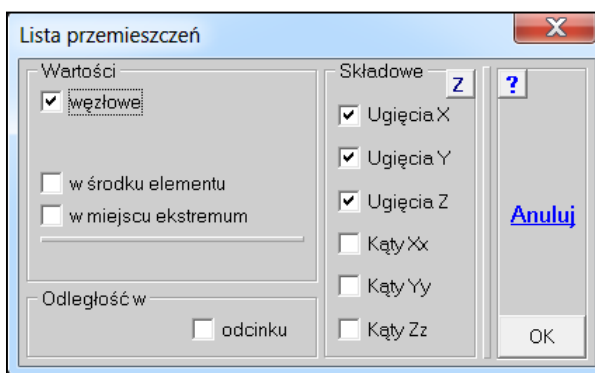 Lista przemieszczeń
X
Wartości
węzłowe
w środku elementu
w miejscu ekstremum
Odległość w
odcinku
Składowe
Z
Ugięcia X
Ugięcia Y
Ugięcia Z
Kąty Xx
Kąty Yy
Kąty Zz
?
Anuluj
OK